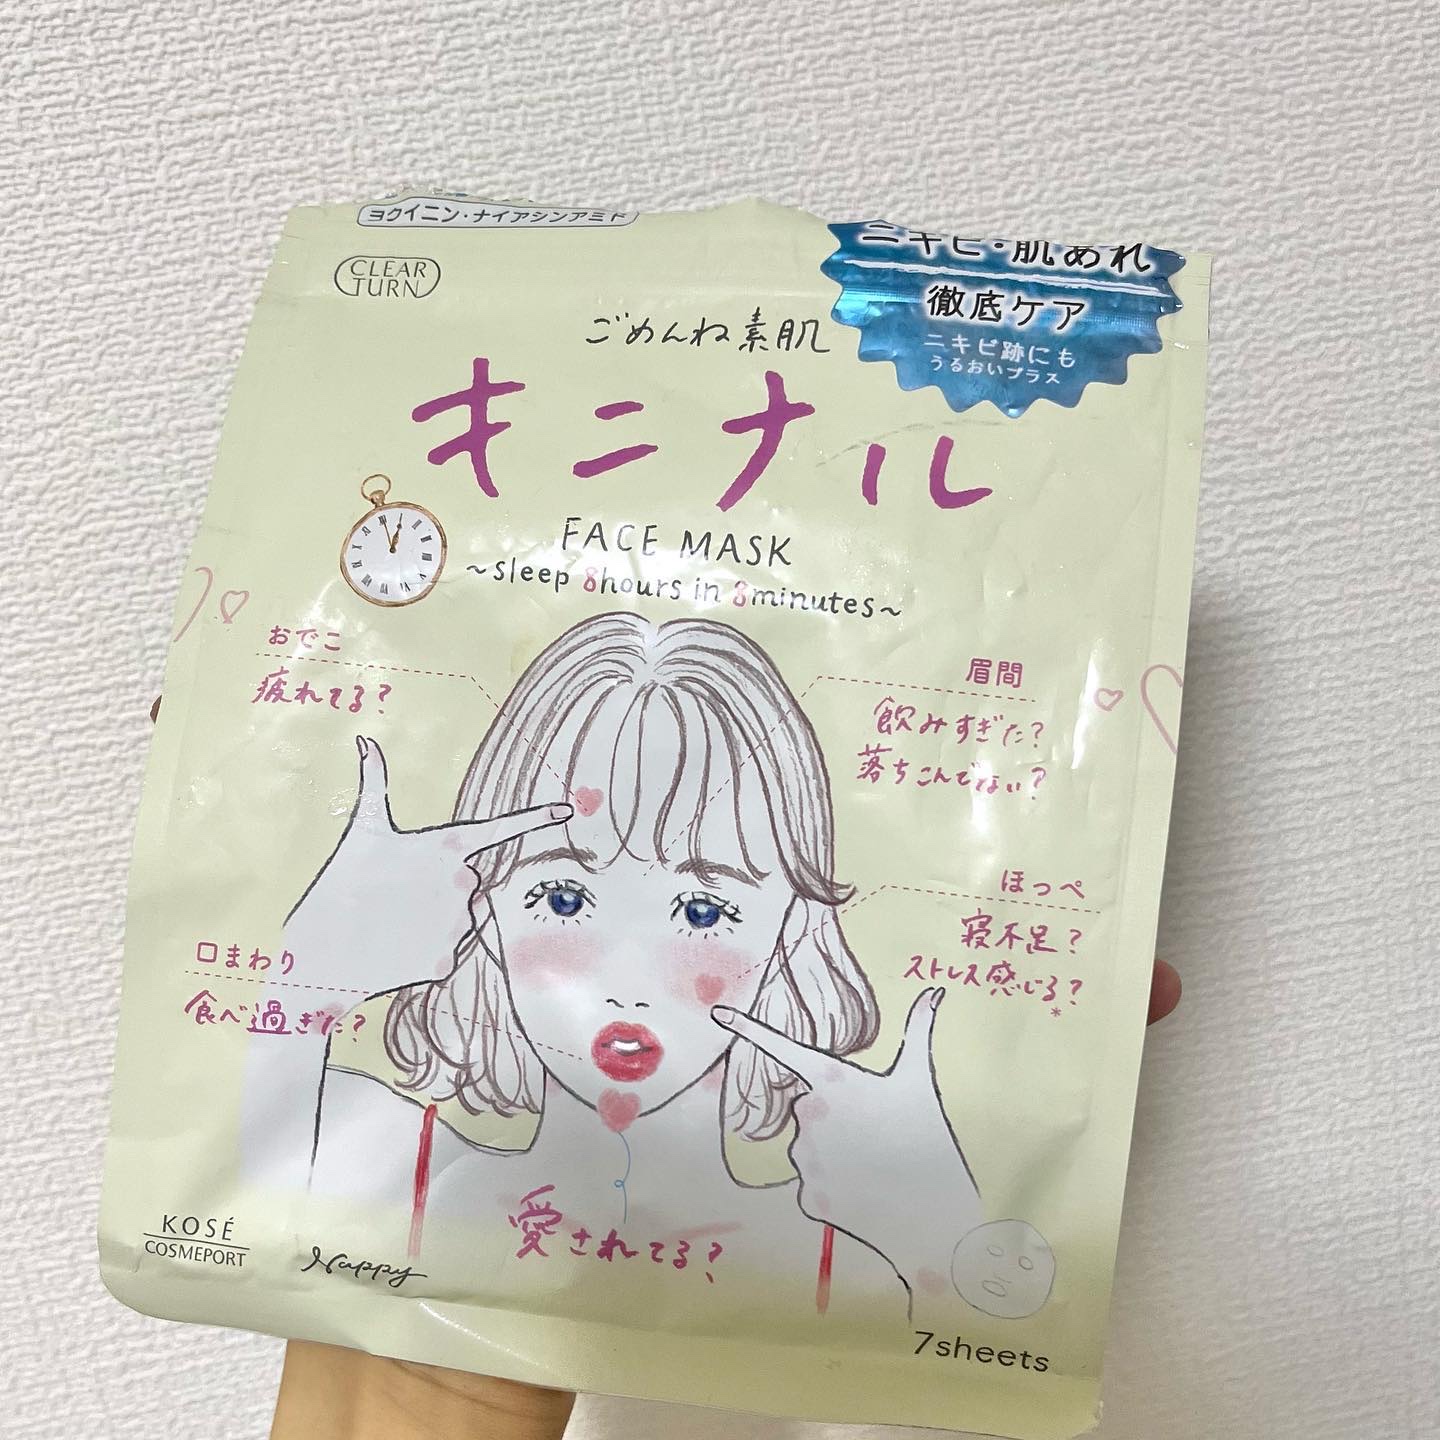 ヨクイニン・ナイアシンアミド
CLEAR
TURN
ニキビ・肌あれ
徹底ケア
ニキビ跡にも
うるおいプラス
ごめんね素肌
キニナル
FACE MASK
~sleep 8hours in 8minutes~
おでこ
疲れてる?
眉間
飲みすぎた?
落ちこんでない?
ほっぺ
寝不足?
ストレス感じる?
*
口まわり
食べ過ぎた?
愛されてる?
KOSÉ
COSMEPORT
Nappy
7sheets